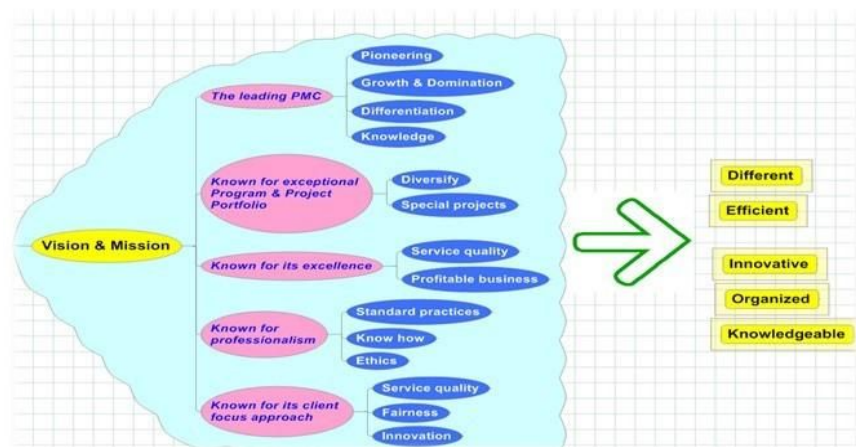 Vision & Mission
The leading PMC
Pioneering
Growth & Domination
Differentiation
Knowledge
Known for exceptional
Program & Project
Portfolio
Diversify
Special projects
Known for its excellence
Service quality
Profitable business
Known for
professionalism
Standard practices
Know how
Ethics
Known for its client
focus approach
Service quality
Fairness
Innovation
Different
Efficient
Innovative
Organized
Knowledgeable